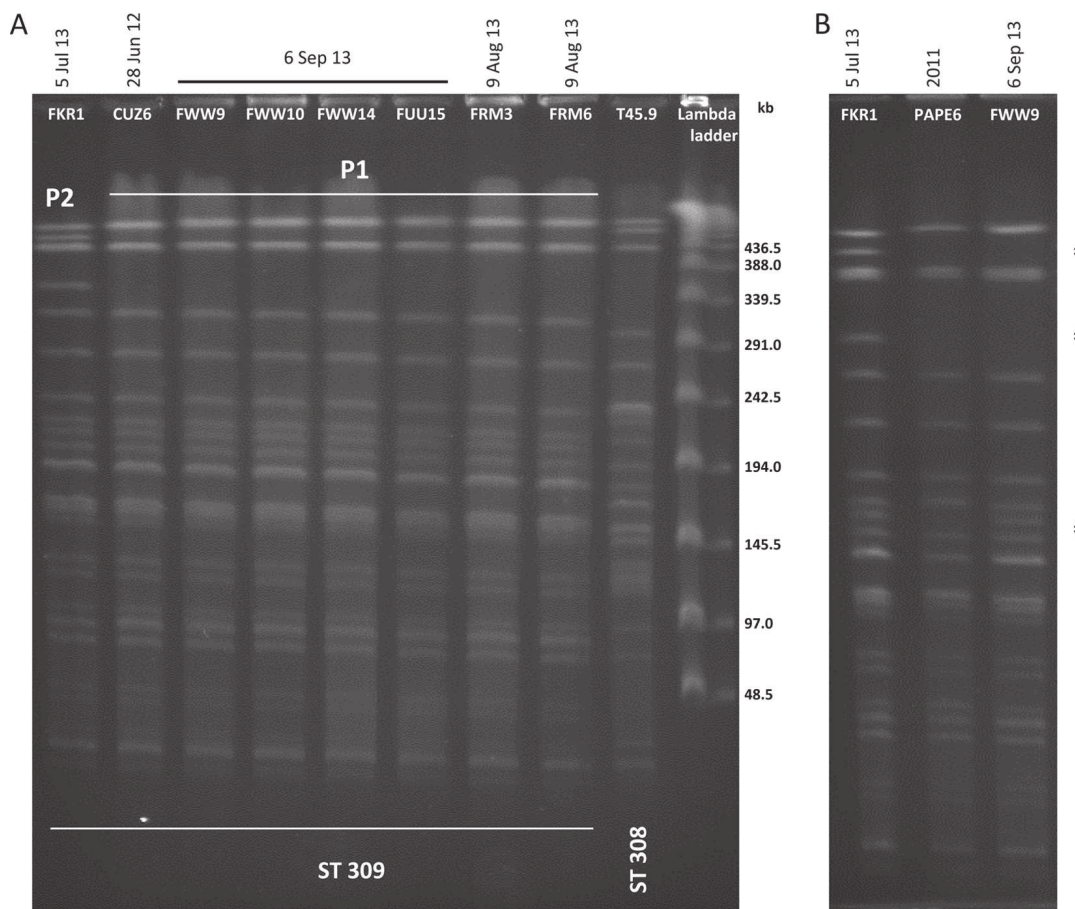 A
5 Jul 13
28 Jun 12
6 Sep 13
9 Aug 13
9 Aug 13
FKR1 CUZ6 FWW9 FWW10 FWW14 FUU15 FRM3 FRM6 T45.9 Lambda ladder
kb
P2
P1
436.5
388.0
339.5
291.0
242.5
194.0
145.5
97.0
48.5
ST 309
ST 308
B
5 Jul 13
2011
6 Sep 13
FKR1 PAPE6 FWW9